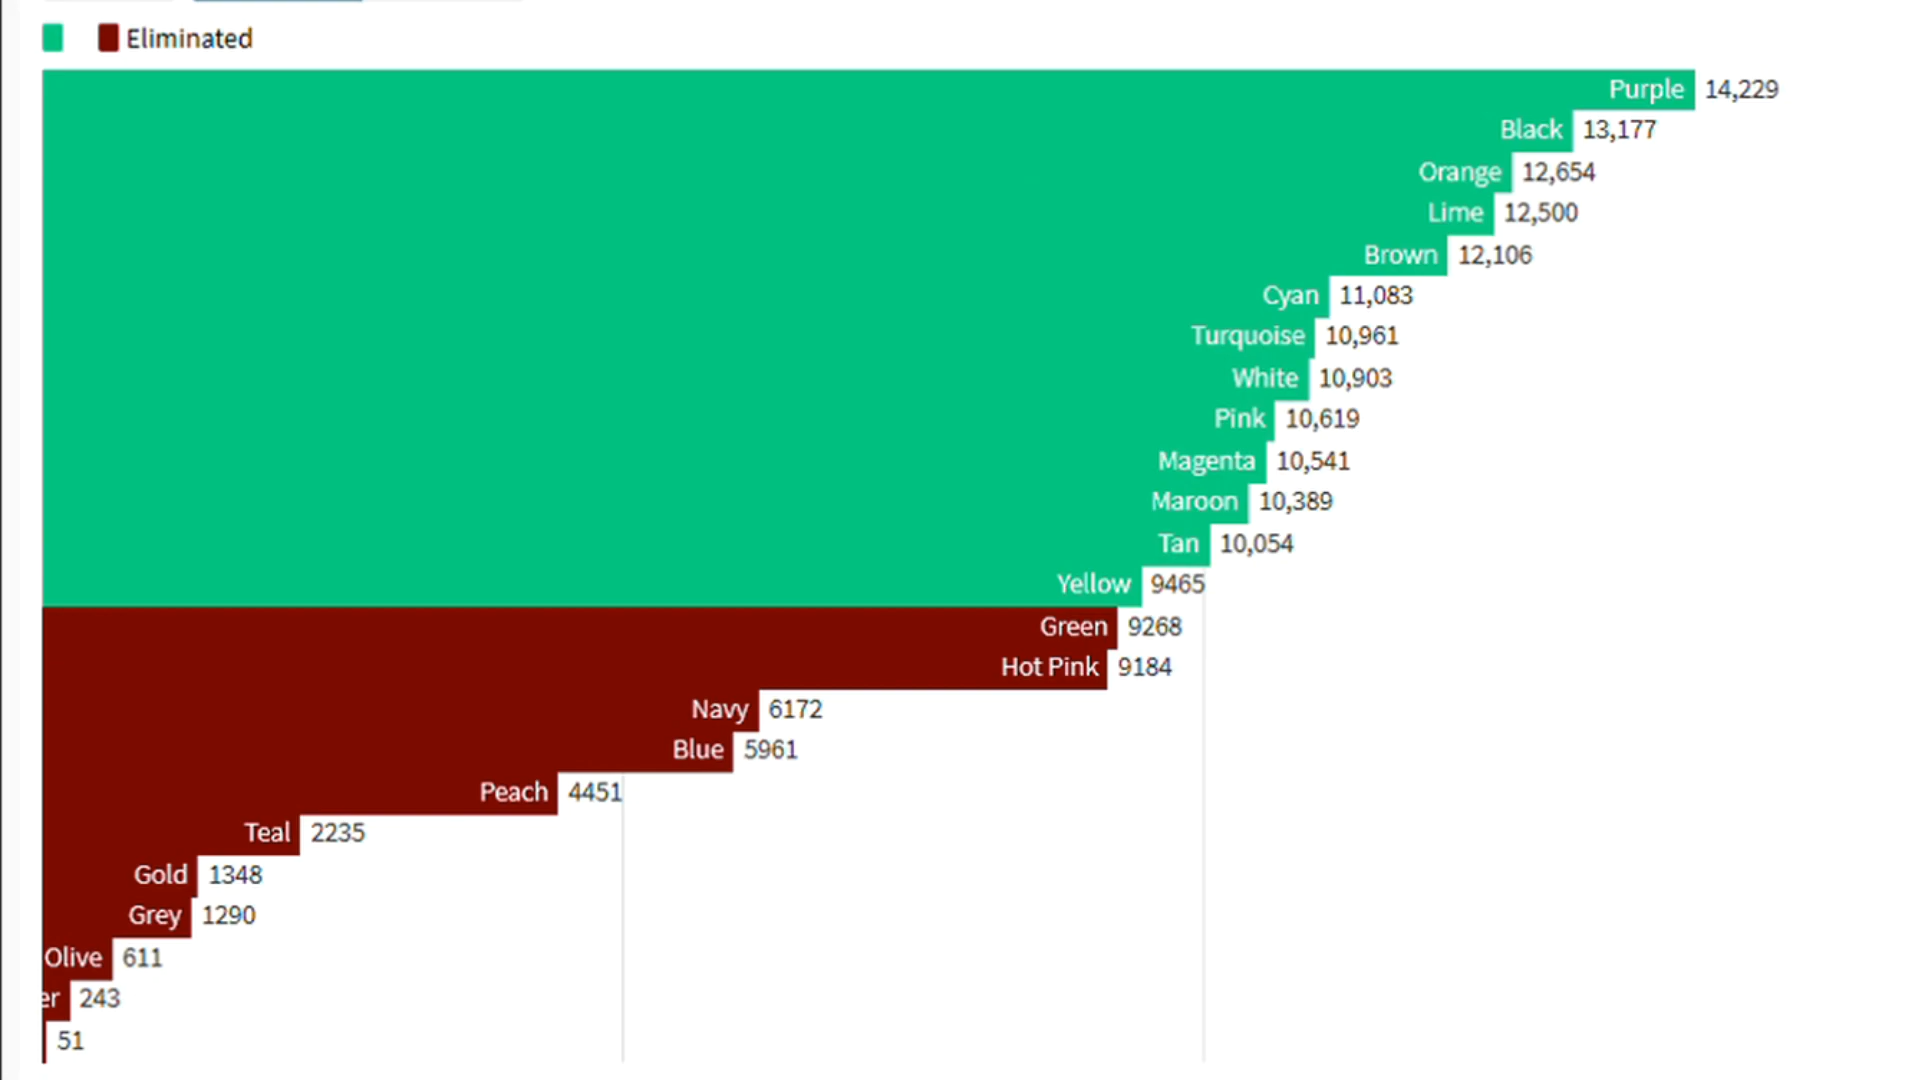 Eliminated
Purple 14,229
Black 13,177
Orange 12,654
Lime 12,500
Brown 12,106
Cyan 11,083
Turquoise 10,961
White 10,903
Pink 10,619
Magenta 10,541
Maroon 10,389
Tan 10,054
Yellow 9465
Green 9268
Hot Pink 9184
Navy 6172
Blue 5961
Peach 4451
Teal 2235
Gold 1348
Grey 1290
Olive 611
er 243
51